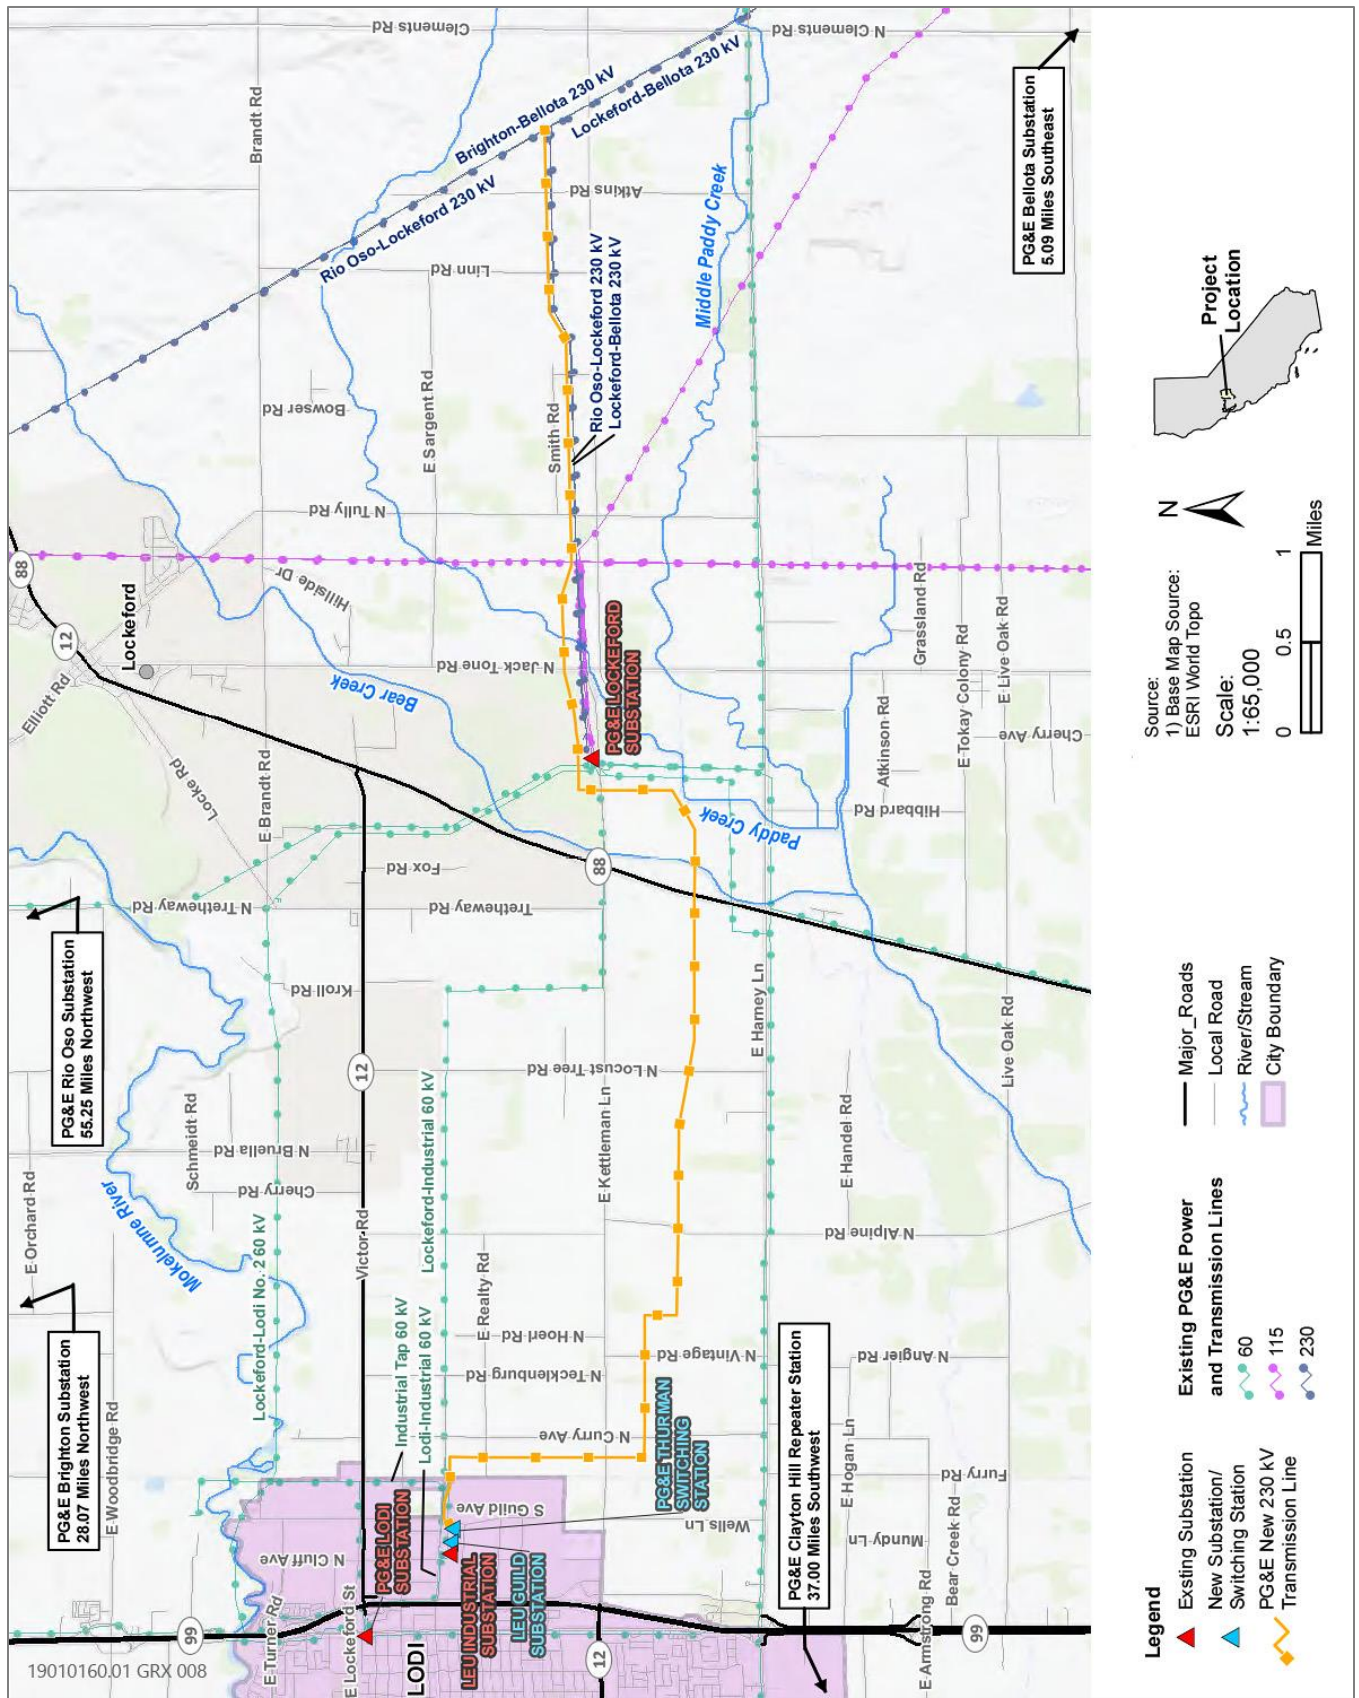 19010160.01 GRX 008
PG&E Brighton Substation
28.07 Miles Northwest
PG&E Rio Oso Substation
55.25 Miles Northwest
PG&E Bellota Substation
5.09 Miles Southeast
PG&E Clayton Hill Repeater Station
37.00 Miles Southwest
E Orchard Rd
E Woodbridge Rd
Mokelumne River
Schmeidt Rd
N Bruella Rd
Cherry Rd
Lockeford-Lodi No. 2 60 kV
E Turner Rd
N Cluff Ave
E Lockeford St
Victor Rd
12
99
LODI
PG&E LODI
SUBSTATION
Industrial Tap 60 kV
Lodi-Industrial 60 kV
Lockeford-Industrial 60 kV
LEU INDUSTRIAL
SUBSTATION
LEU GUILD
SUBSTATION
S Guild Ave
PG&E THURMAN
SWITCHING
STATION
12
E Realty Rd
N Hoerl Rd
N Tecklenburg Rd
N Curry Ave
N Vintage Rd
Wells Ln
E Kettleman Ln
N Locust Tree Rd
Kroll Rd
N Tretheway Rd
Tretheway Rd
Fox Rd
E Brandt Rd
Locke Rd
Elliott Rd
12
88
Lockeford
Hillside Dr
N Tully Rd
N Jack Tone Rd
Bear Creek
Bowser Rd
E Sargent Rd
Brandt Rd
Clements Rd
N Clements Rd
Linn Rd
Atkins Rd
Smith Rd
Rio Oso-Lockeford 230 kV
Brighton-Bellota 230 kV
Lockeford-Bellota 230 kV
Rio Oso-Lockeford 230 kV
Lockeford-Bellota 230 kV
Middle Paddy Creek
PG&E LOCKEFORD
SUBSTATION
Paddy Creek
88
E Harney Ln
Hibbard Rd
Atkinson Rd
Grassland Rd
E Tokay Colony Rd
E Live Oak Rd
Cherry Ave
Live Oak Rd
E Handel Rd
N Alpine Rd
N Angier Rd
E Hogan Ln
Furry Rd
Mundy Ln
Bear Creek Rd
E Armstrong Rd
99
Legend
Existing Substation
New Substation/
Switching Station
PG&E New 230 kV
Transmission Line
Existing PG&E Power
and Transmission Lines
60
115
230
Major_Roads
Local Road
River/Stream
City Boundary
Source:
1) Base Map Source:
ESRI World Topo
Scale:
1:65,000
0 0.5 1
Miles
N
Project
Location